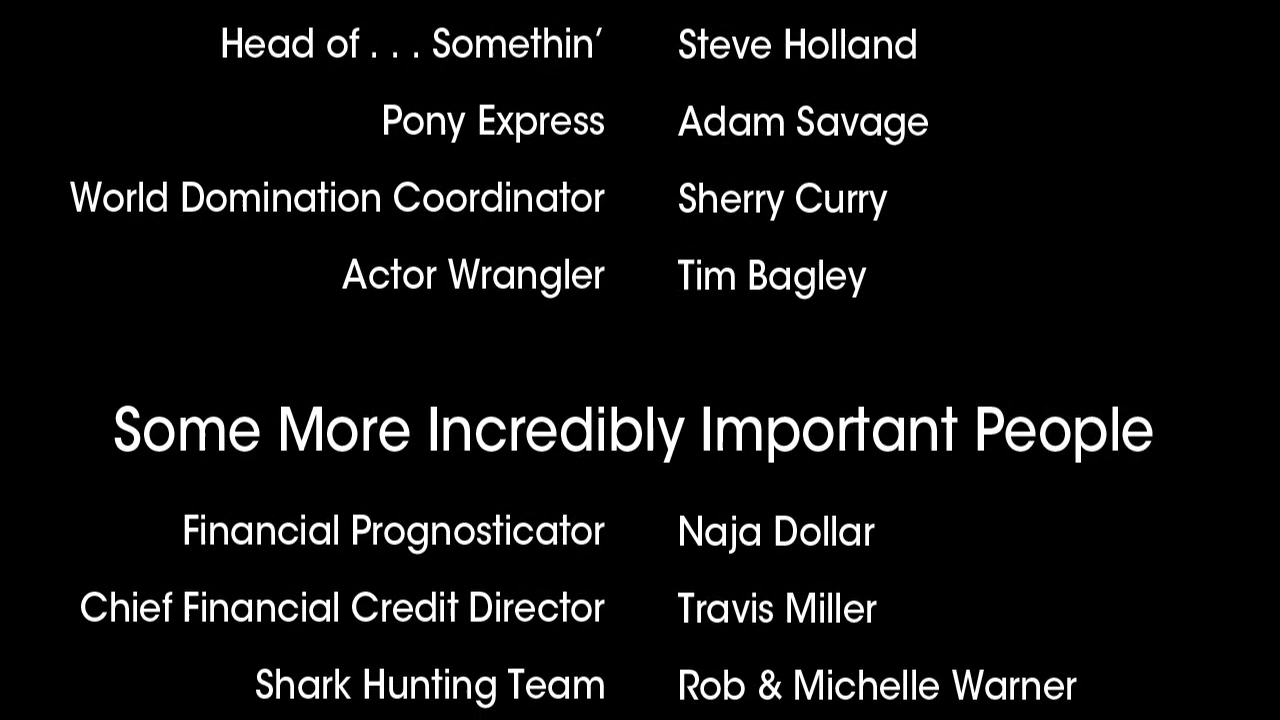 Head of . . . Somethin’ Steve Holland
Pony Express Adam Savage
World Domination Coordinator Sherry Curry
Actor Wrangler Tim Bagley
Some More Incredibly Important People
Financial Prognosticator Naja Dollar
Chief Financial Credit Director Travis Miller
Shark Hunting Team Rob & Michelle Warner